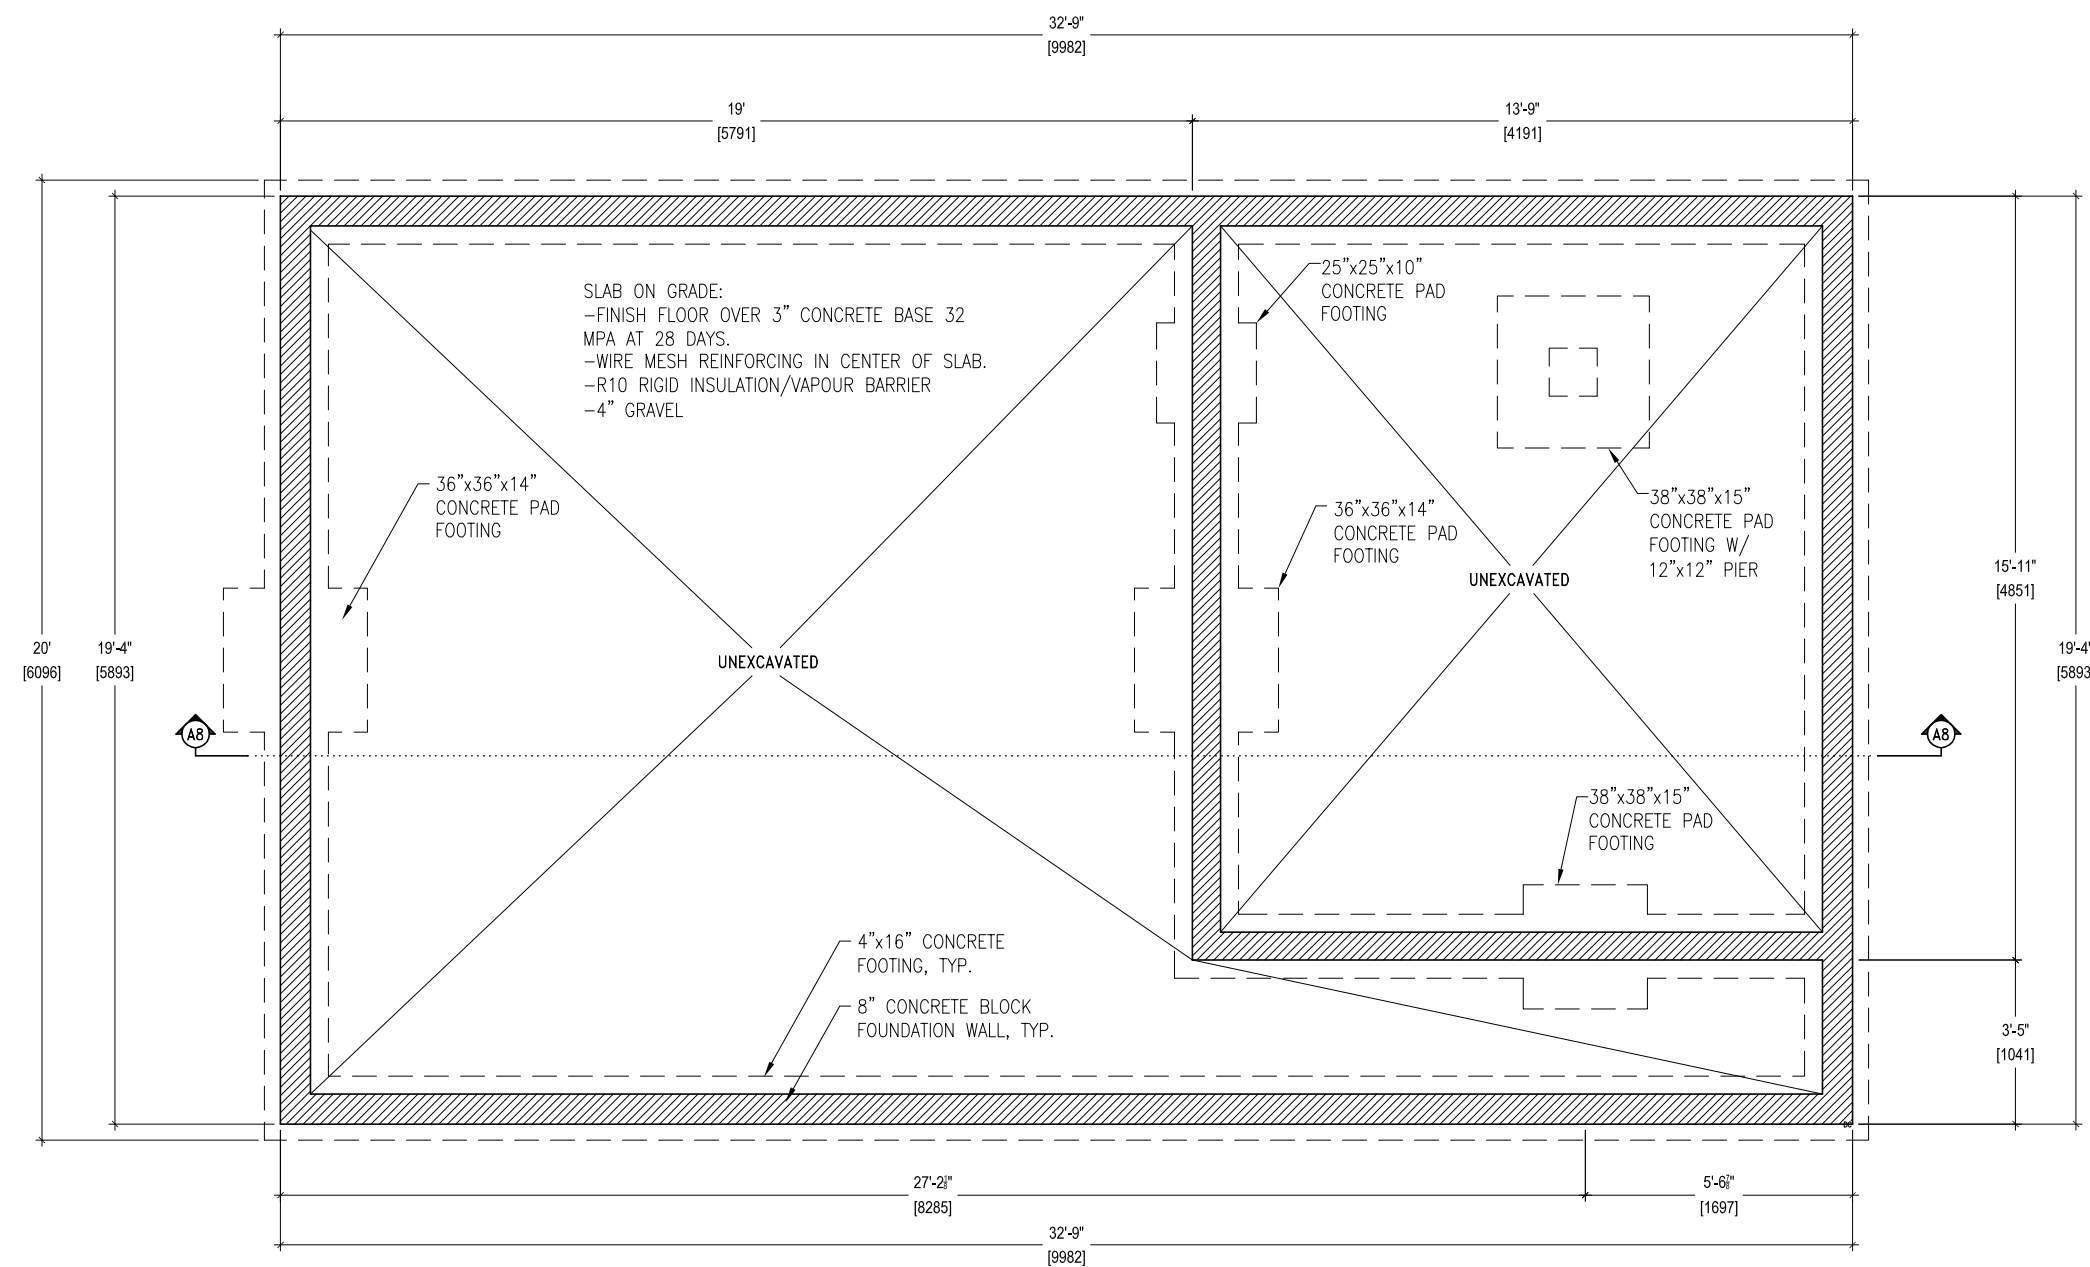 32'-9"
[9982]
19'
[5791]
13'-9"
[4191]
SLAB ON GRADE:
-FINISH FLOOR OVER 3" CONCRETE BASE 32
MPA AT 28 DAYS.
-WIRE MESH REINFORCING IN CENTER OF SLAB.
-R10 RIGID INSULATION/VAPOUR BARRIER
-4" GRAVEL
25"x25"x10"
CONCRETE PAD
FOOTING
36"x36"x14"
CONCRETE PAD
FOOTING
36"x36"x14"
CONCRETE PAD
FOOTING
38"x38"x15"
CONCRETE PAD
FOOTING W/
12"x12" PIER
UNEXCAVATED
UNEXCAVATED
15'-11"
[4851]
20'
[6096]
19'-4"
[5893]
19'-4'
[5893
A8
A8
38"x38"x15"
CONCRETE PAD
FOOTING
4"x16" CONCRETE
FOOTING, TYP.
8" CONCRETE BLOCK
FOUNDATION WALL, TYP.
3'-5"
[1041]
27'-2⅛"
[8285]
5'-6⅞"
[1697]
32'-9"
[9982]